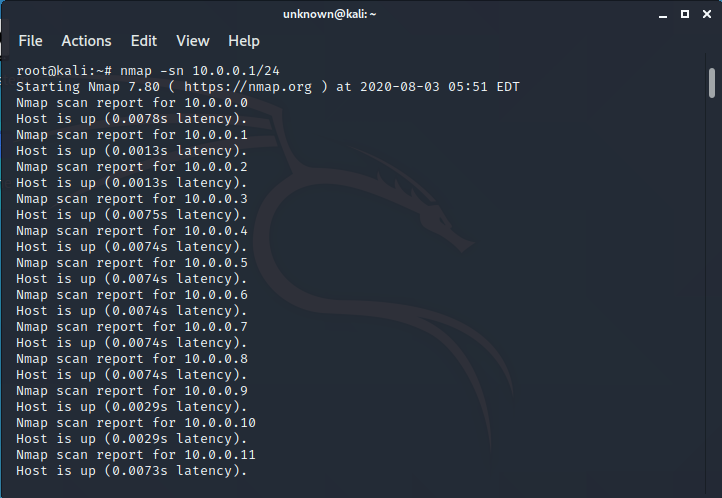 unknown@kali: ~
File Actions Edit View Help
root@kali:~# nmap -sn 10.0.0.1/24
Starting Nmap 7.80 ( https://nmap.org ) at 2020-08-03 05:51 EDT
Nmap scan report for 10.0.0.0
Host is up (0.0078s latency).
Nmap scan report for 10.0.0.1
Host is up (0.0013s latency).
Nmap scan report for 10.0.0.2
Host is up (0.0013s latency).
Nmap scan report for 10.0.0.3
Host is up (0.0075s latency).
Nmap scan report for 10.0.0.4
Host is up (0.0074s latency).
Nmap scan report for 10.0.0.5
Host is up (0.0074s latency).
Nmap scan report for 10.0.0.6
Host is up (0.0074s latency).
Nmap scan report for 10.0.0.7
Host is up (0.0074s latency).
Nmap scan report for 10.0.0.8
Host is up (0.0074s latency).
Nmap scan report for 10.0.0.9
Host is up (0.0029s latency).
Nmap scan report for 10.0.0.10
Host is up (0.0029s latency).
Nmap scan report for 10.0.0.11
Host is up (0.0073s latency).